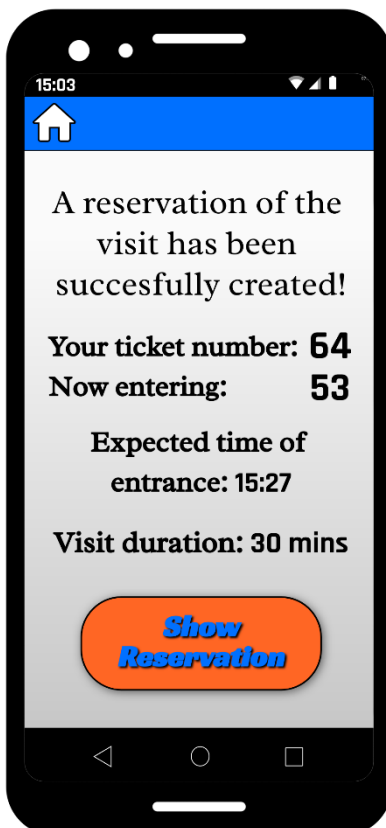 15:03
A reservation of the
visit has been
succesfully created!
Your ticket number: 64
Now entering: 53
Expected time of
entrance: 15:27
Visit duration: 30 mins
Show
Reservation